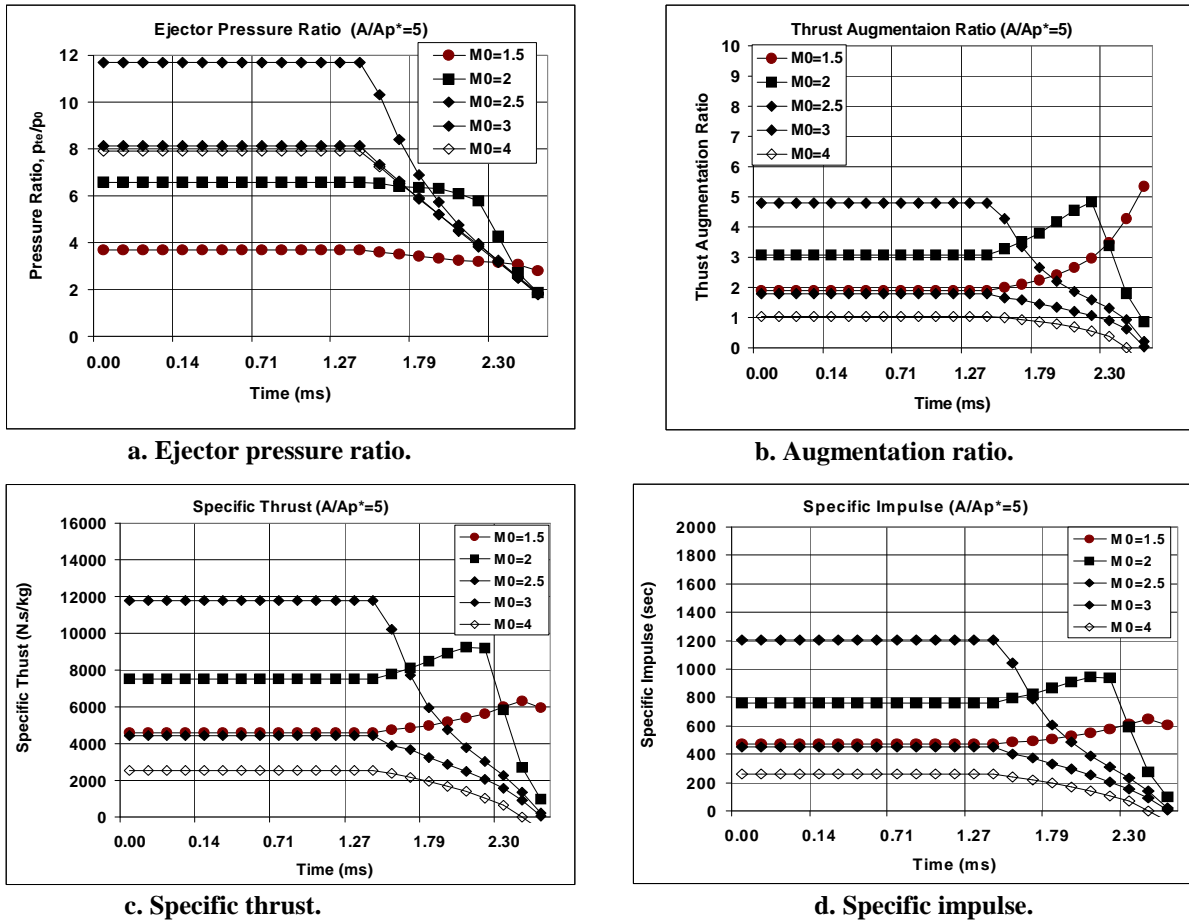 Ejector Pressure Ratio (A/Ap*=5)
Pressure Ratio, pte/p0
12
10
8
6
4
2
0
0.00 0.14 0.71 1.27 1.79 2.30
Time (ms)
M0=1.5
M0=2
M0=2.5
M0=3
M0=4
a. Ejector pressure ratio.
Thrust Augmentaion Ratio (A/Ap*=5)
Thust Augmentation Ratio
10
9
8
7
6
5
4
3
2
1
0
0.00 0.14 0.71 1.27 1.79 2.30
Time (ms)
M0=1.5
M0=2
M0=2.5
M0=3
M0=4
b. Augmentation ratio.
Specific Thrust (A/Ap*=5)
Specific Thust (N.s/kg)
16000
14000
12000
10000
8000
6000
4000
2000
0
0.00 0.14 0.71 1.27 1.79 2.30
Time (ms)
M0=1.5
M0=2
M0=2.5
M0=3
M0=4
c. Specific thrust.
Specific Impulse (A/Ap*=5)
Specific Impulse (sec)
2000
1800
1600
1400
1200
1000
800
600
400
200
0
0.00 0.14 0.71 1.27 1.79 2.30
Time (ms)
M0=1.5
M0=2
M0=2.5
M0=3
M0=4
d. Specific impulse.